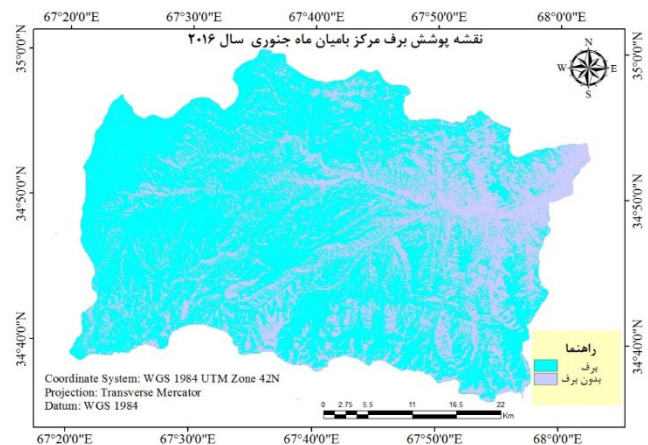 67°20'0"E 67°30'0"E 67°40'0"E 67°50'0"E 68°0'0"E
نقشه پوشش برف مرکز بامیان ماه جنوری سال ۲۰۱۶
N
W E
S
35°0'0"N 35°0'0"N
34°50'0"N 34°50'0"N
34°40'0"N 34°40'0"N
راهنما
برف
بدون برف
Coordinate System: WGS 1984 UTM Zone 42N
Projection: Transverse Mercator
Datum: WGS 1984
0 2.75 5.5 11 16.5 22
Km
67°20'0"E 67°30'0"E 67°40'0"E 67°50'0"E 68°0'0"E